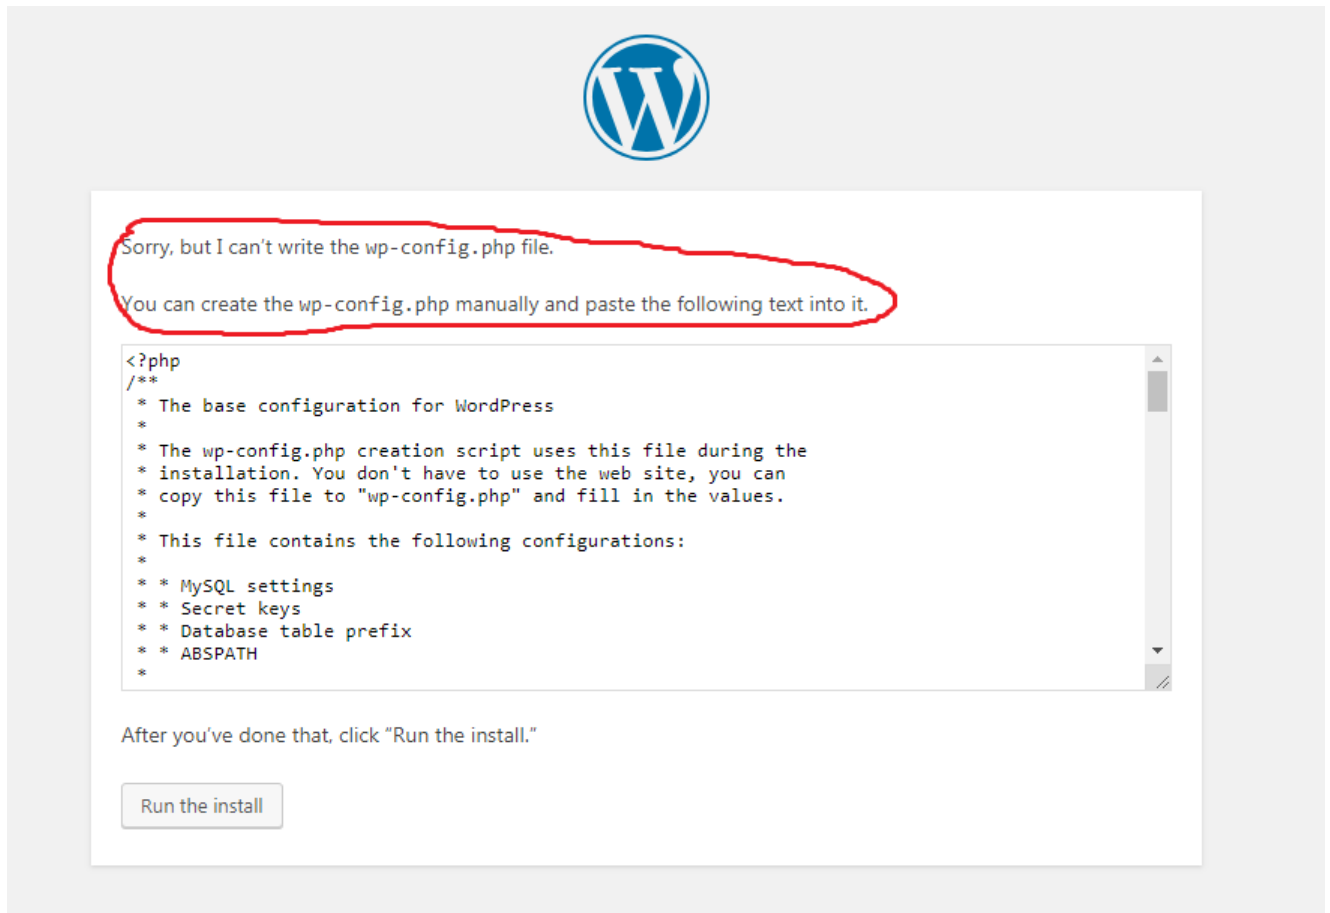 Sorry, but I can’t write the wp-config.php file.
You can create the wp-config.php manually and paste the following text into it.
<?php
/**
 * The base configuration for WordPress
 *
 * The wp-config.php creation script uses this file during the
 * installation. You don't have to use the web site, you can
 * copy this file to "wp-config.php" and fill in the values.
 *
 * This file contains the following configurations:
 *
 * * MySQL settings
 * * Secret keys
 * * Database table prefix
 * * ABSPATH
 *
After you’ve done that, click “Run the install.”
Run the install